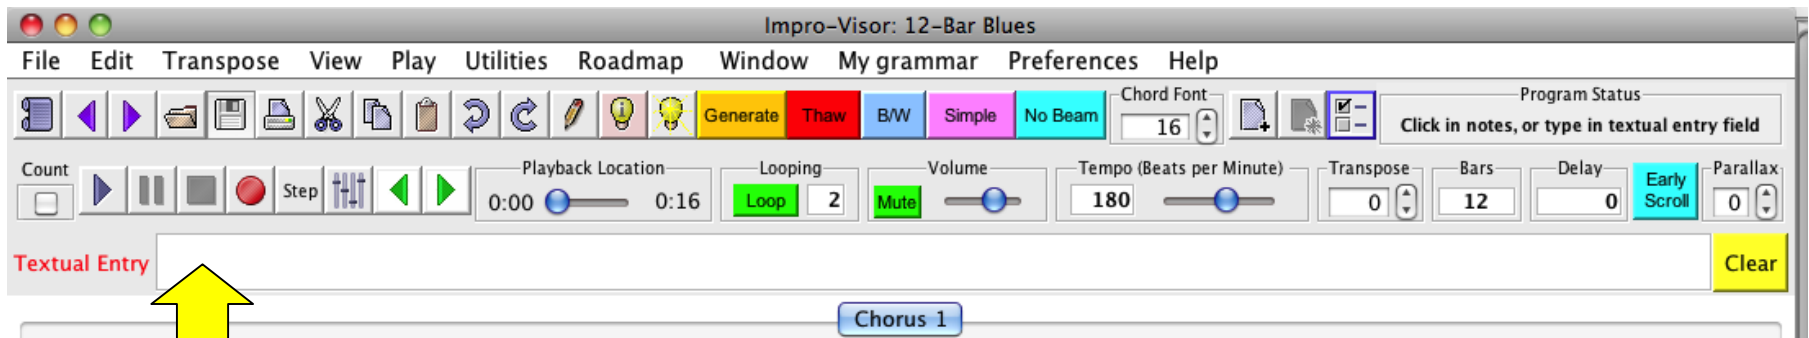 Impro-Visor: 12-Bar Blues
File Edit Transpose View Play Utilities Roadmap Window My grammar Preferences Help
Generate Thaw B/W Simple No Beam Chord Font 16 Program Status
Click in notes, or type in textual entry field
Count Step Playback Location 0:00 0:16 Looping Loop 2 Volume Mute Tempo (Beats per Minute) 180 Transpose 0 Bars 12 Delay 0 Early Scroll Parallax 0
Textual Entry Clear
Chorus 1